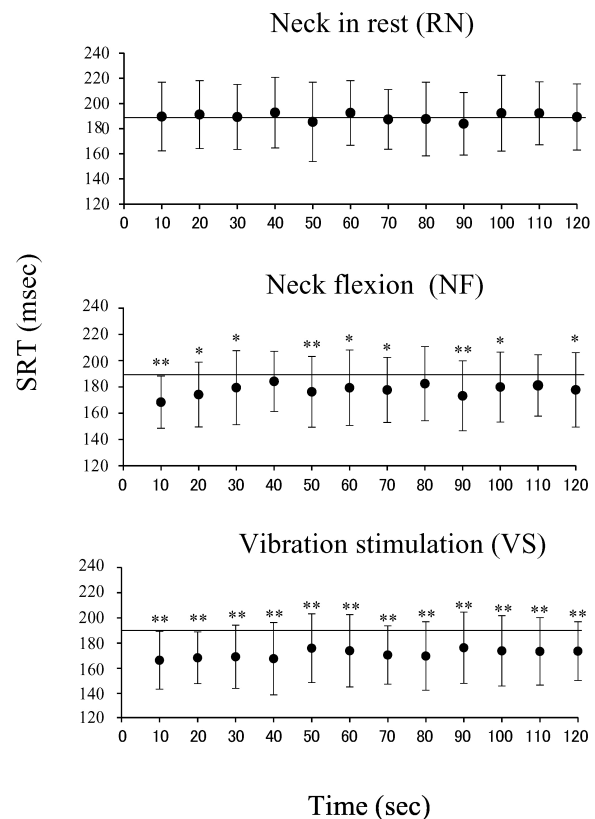 Neck in rest (RN)
240
220
200
180
160
140
120
0 10 20 30 40 50 60 70 80 90 100 110 120
SRT (msec)
Neck flexion (NF)
240
220
200
180
160
140
120
** * * ** * * ** * *
0 10 20 30 40 50 60 70 80 90 100 110 120
Vibration stimulation (VS)
240
220
200
180
160
140
120
** ** ** ** ** ** ** ** ** ** ** **
0 10 20 30 40 50 60 70 80 90 100 110 120
Time (sec)